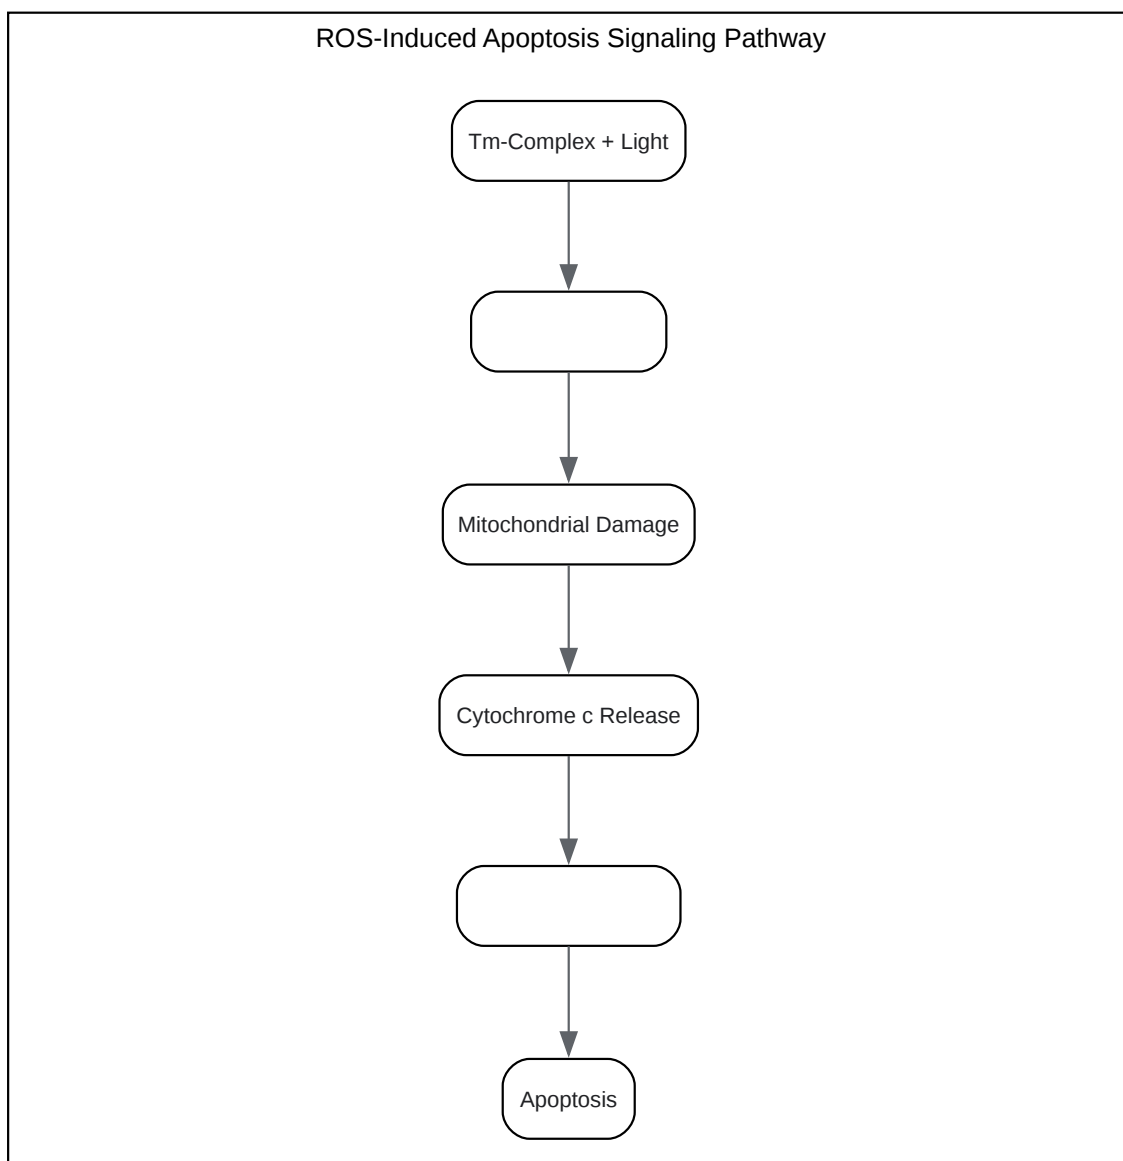 ROS-Induced Apoptosis Signaling Pathway
Tm-Complex + Light
Mitochondrial Damage
Cytochrome c Release
Apoptosis